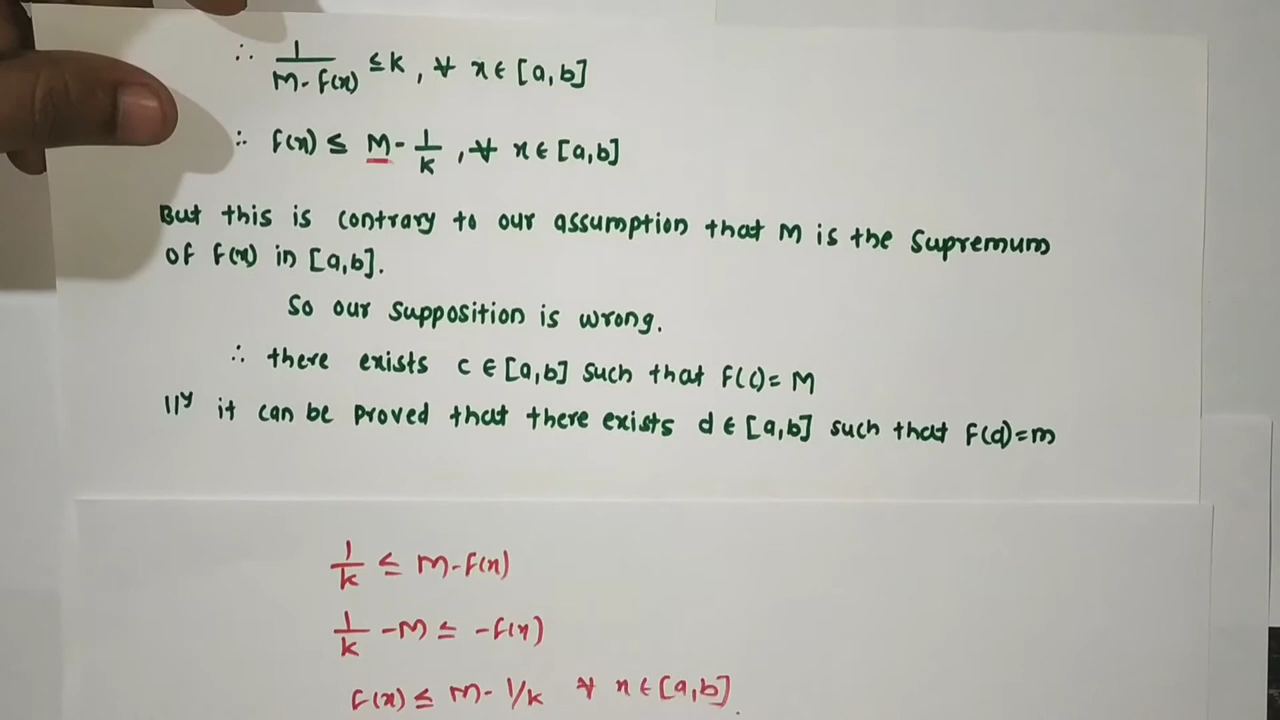 ∴ 1/(M-f(x)) ≤ k, ∀ x ∈ [a,b]
∴ f(x) ≤ M - 1/k, ∀ x ∈ [a,b]
But this is contrary to our assumption that M is the supremum
of f(x) in [a,b].
So our supposition is wrong.
∴ there exists c ∈ [a,b] such that f(c)= M
llly it can be proved that there exists d ∈ [a,b] such that f(d)=m
1/k ≤ M-f(x)
1/k -M ≤ -f(x)
f(x) ≤ M- 1/k ∀ x ∈ [a,b].